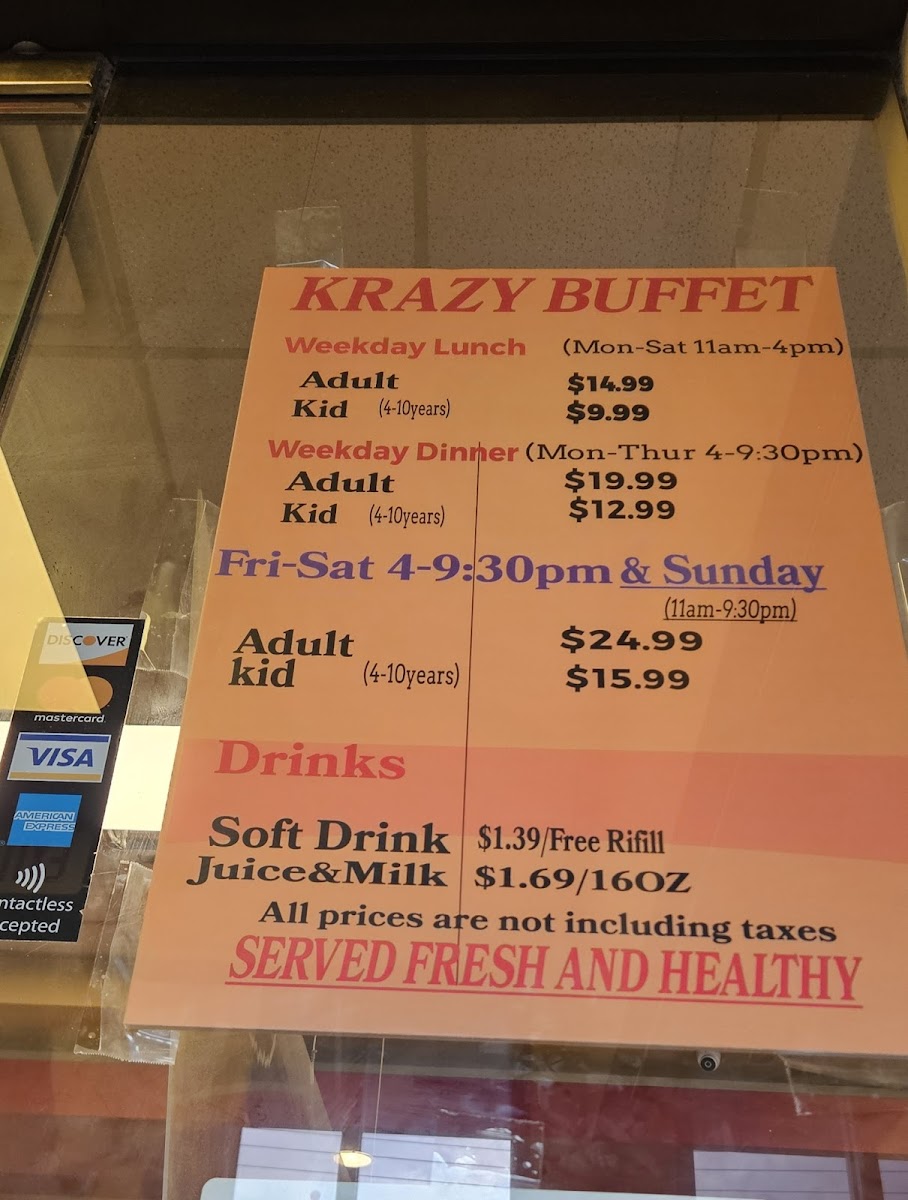 KRAZY BUFFET
Weekday Lunch (Mon-Sat 11am-4pm)
Adult $14.99
Kid (4-10years) $9.99
Weekday Dinner (Mon-Thur 4-9:30pm)
Adult $19.99
Kid (4-10years) $12.99
Fri-Sat 4-9:30pm & Sunday
(11am-9:30pm)
Adult $24.99
kid (4-10years) $15.99
Drinks
Soft Drink $1.39/Free Rifill
Juice&Milk $1.69/16OZ
All prices are not including taxes
SERVED FRESH AND HEALTHY
DISCOVER
mastercard
VISA
AMERICAN
EXPRESS
ntactless
cepted